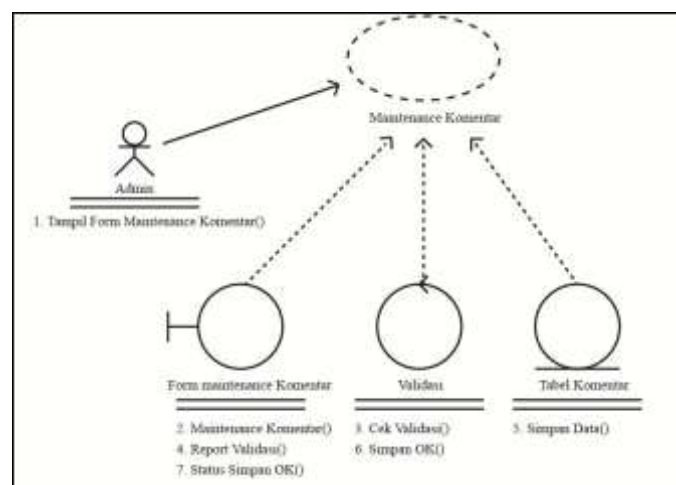 Maintenance Komentar
Admin
1. Tampil Form Maintenance Komentar()
Form maintenance Komentar
Validasi
Tabel Komentar
2. Maintenance Komentar()
3. Cek Validasi()
5. Simpan Data()
4. Report Validasi()
6. Simpan OK()
7. Status Simpan OK()